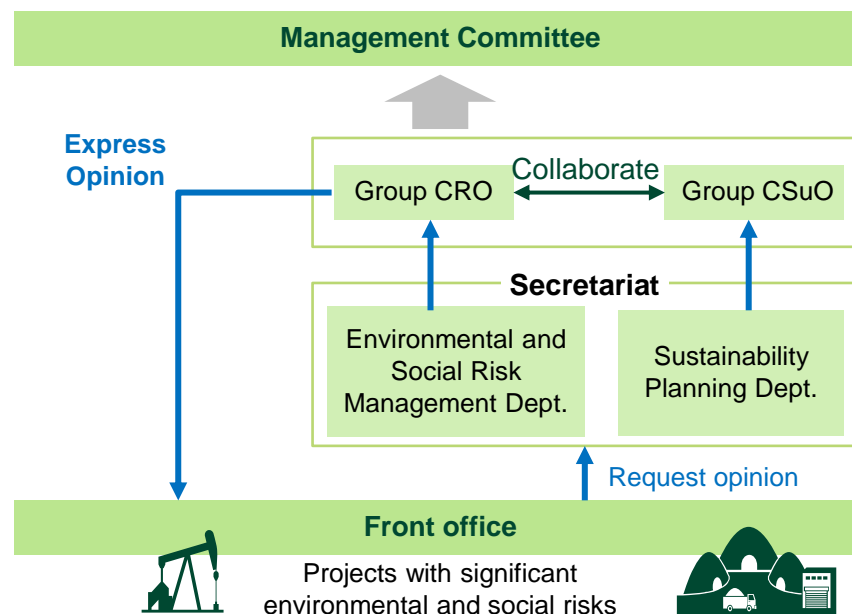 Management Committee
Express
Opinion
Collaborate
Group CRO
Group CSuO
Secretariat
Environmental and
Social Risk
Management Dept.
Sustainability
Planning Dept.
Request opinion
Front office
Projects with significant
environmental and social risks